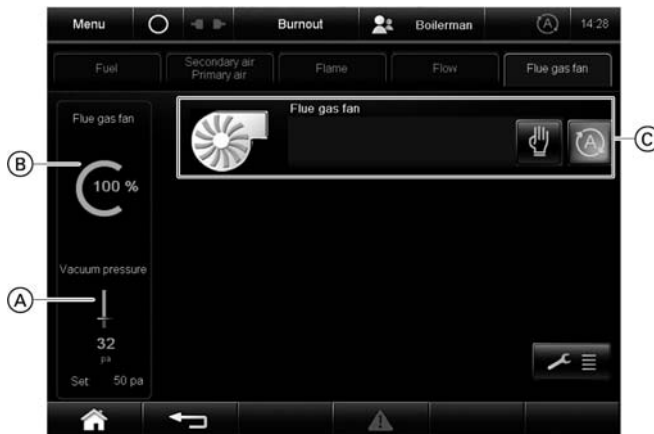 Menu Burnout Boilerman A 14:28
Fuel
Secondary air
Primary air
Flame
Flow
Flue gas fan
Flue gas fan
Flue gas fan
A
C
B
100 %
Vacuum pressure
A
32
pa
Set 50 pa